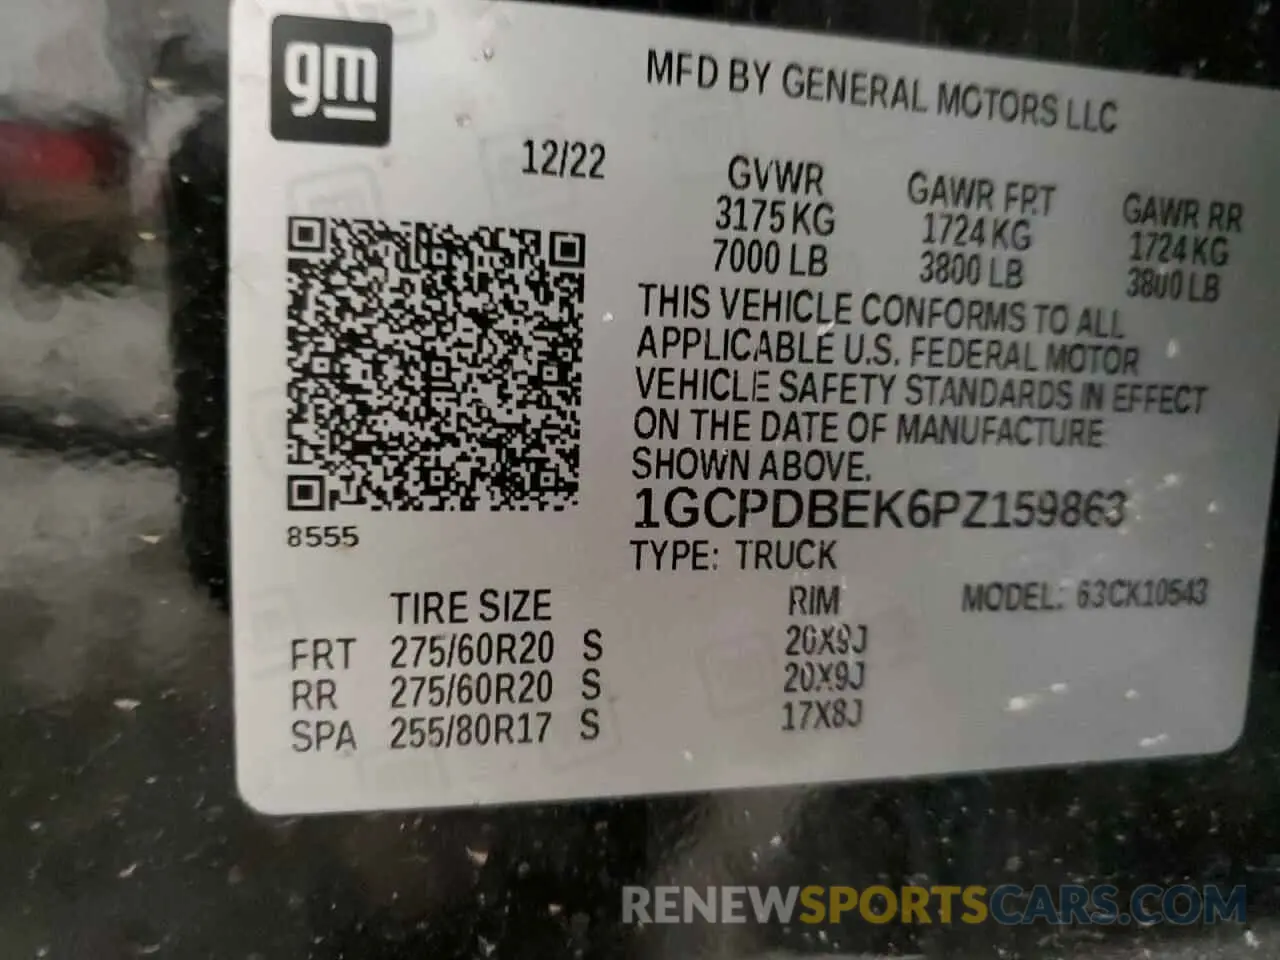 gm
MFD BY GENERAL MOTORS LLC
12/22
GVWR GAWR FRT GAWR RR
3175 KG 1724 KG 1724 KG
7000 LB 3800 LB 3800 LB
THIS VEHICLE CONFORMS TO ALL
APPLICABLE U.S. FEDERAL MOTOR
VEHICLE SAFETY STANDARDS IN EFFECT
ON THE DATE OF MANUFACTURE
SHOWN ABOVE.
1GCPDBEK6PZ159863
8555
TYPE: TRUCK
TIRE SIZE RIM MODEL: 63CK10543
FRT 275/60R20 S 20X9J
RR 275/60R20 S 20X9J
SPA 255/80R17 S 17X8J
RENEWSPORTSCARS.COM